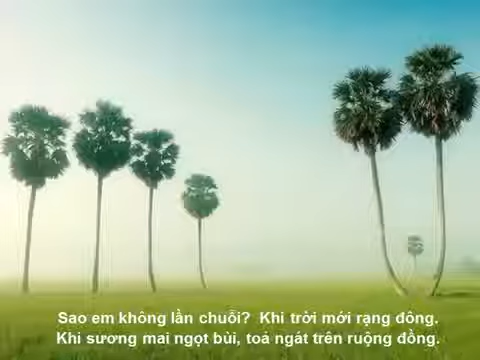 Sao em không lần chuỗi?  Khi trời mới rạng đông.
Khi sương mai ngọt bùi, toả ngát trên ruộng đồng.